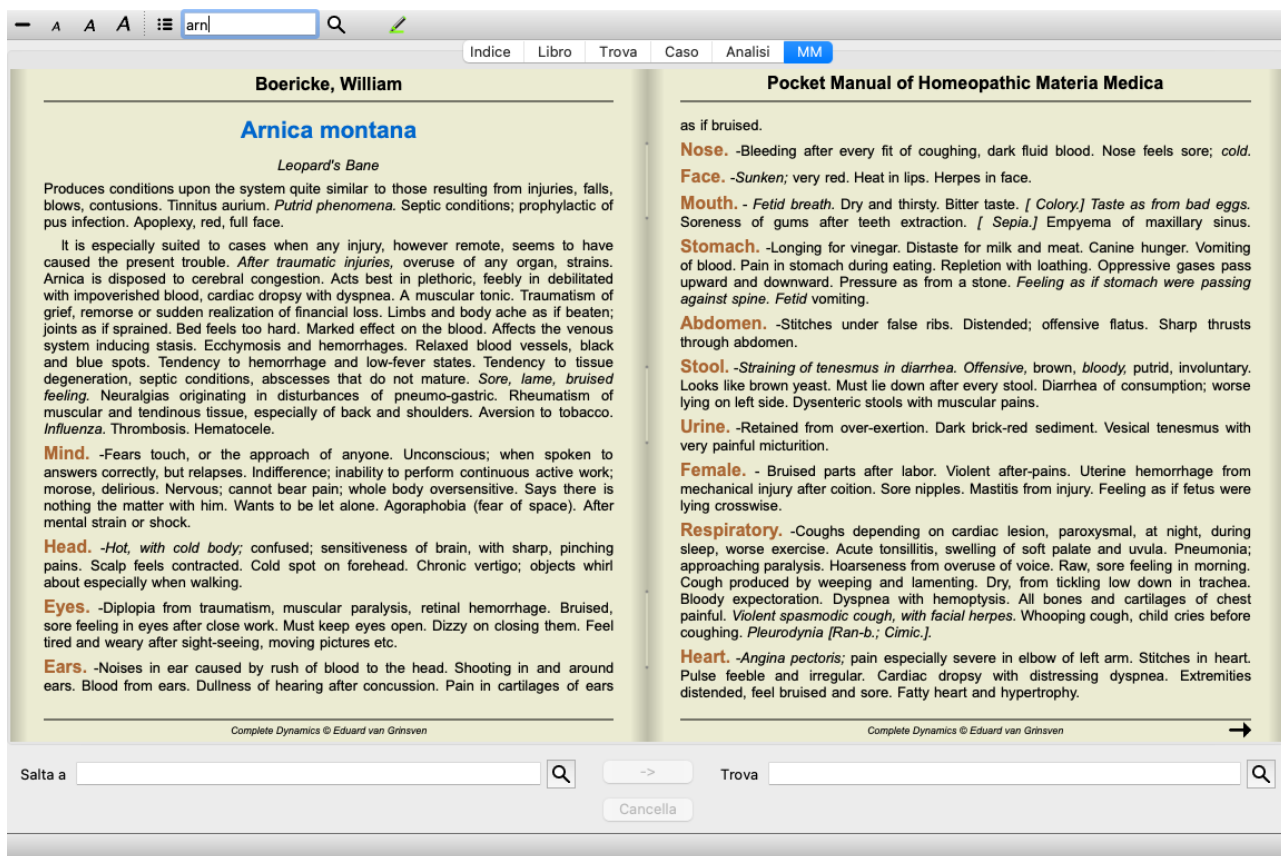 A A A arn
Indice Libro Trova Caso Analisi MM
Boericke, William
Arnica montana
Leopard's Bane
Produces conditions upon the system quite similar to those resulting from injuries, falls,
blows, contusions. Tinnitus aurium. Putrid phenomena. Septic conditions; prophylactic of
pus infection. Apoplexy, red, full face.
It is especially suited to cases when any injury, however remote, seems to have
caused the present trouble. After traumatic injuries, overuse of any organ, strains.
Arnica is disposed to cerebral congestion. Acts best in plethoric, feebly in debilitated
with impoverished blood, cardiac dropsy with dyspnea. A muscular tonic. Traumatism of
grief, remorse or sudden realization of financial loss. Limbs and body ache as if beaten;
joints as if sprained. Bed feels too hard. Marked effect on the blood. Affects the venous
system inducing stasis. Ecchymosis and hemorrhages. Relaxed blood vessels, black
and blue spots. Tendency to hemorrhage and low-fever states. Tendency to tissue
degeneration, septic conditions, abscesses that do not mature. Sore, lame, bruised
feeling. Neuralgias originating in disturbances of pneumo-gastric. Rheumatism of
muscular and tendinous tissue, especially of back and shoulders. Aversion to tobacco.
Influenza. Thrombosis. Hematocele.
Mind. -Fears touch, or the approach of anyone. Unconscious; when spoken to
answers correctly, but relapses. Indifference; inability to perform continuous active work;
morose, delirious. Nervous; cannot bear pain; whole body oversensitive. Says there is
nothing the matter with him. Wants to be let alone. Agoraphobia (fear of space). After
mental strain or shock.
Head. -Hot, with cold body; confused; sensitiveness of brain, with sharp, pinching
pains. Scalp feels contracted. Cold spot on forehead. Chronic vertigo; objects whirl
about especially when walking.
Eyes. -Diplopia from traumatism, muscular paralysis, retinal hemorrhage. Bruised,
sore feeling in eyes after close work. Must keep eyes open. Dizzy on closing them. Feel
tired and weary after sight-seeing, moving pictures etc.
Ears. -Noises in ear caused by rush of blood to the head. Shooting in and around
ears. Blood from ears. Dullness of hearing after concussion. Pain in cartilages of ears
Complete Dynamics © Eduard van Grinsven
Pocket Manual of Homeopathic Materia Medica
as if bruised.
Nose. -Bleeding after every fit of coughing, dark fluid blood. Nose feels sore; cold.
Face. -Sunken; very red. Heat in lips. Herpes in face.
Mouth. - Fetid breath. Dry and thirsty. Bitter taste. [ Colory.] Taste as from bad eggs.
Soreness of gums after teeth extraction. [ Sepia.] Empyema of maxillary sinus.
Stomach. -Longing for vinegar. Distaste for milk and meat. Canine hunger. Vomiting
of blood. Pain in stomach during eating. Repletion with loathing. Oppressive gases pass
upward and downward. Pressure as from a stone. Feeling as if stomach were passing
against spine. Fetid vomiting.
Abdomen. -Stitches under false ribs. Distended; offensive flatus. Sharp thrusts
through abdomen.
Stool. -Straining of tenesmus in diarrhea. Offensive, brown, bloody, putrid, involuntary.
Looks like brown yeast. Must lie down after every stool. Diarrhea of consumption; worse
lying on left side. Dysenteric stools with muscular pains.
Urine. -Retained from over-exertion. Dark brick-red sediment. Vesical tenesmus with
very painful micturition.
Female. - Bruised parts after labor. Violent after-pains. Uterine hemorrhage from
mechanical injury after coition. Sore nipples. Mastitis from injury. Feeling as if fetus were
lying crosswise.
Respiratory. -Coughs depending on cardiac lesion, paroxysmal, at night, during
sleep, worse exercise. Acute tonsillitis, swelling of soft palate and uvula. Pneumonia;
approaching paralysis. Hoarseness from overuse of voice. Raw, sore feeling in morning.
Cough produced by weeping and lamenting. Dry, from tickling low down in trachea.
Bloody expectoration. Dyspnea with hemoptysis. All bones and cartilages of chest
painful. Violent spasmodic cough, with facial herpes. Whooping cough, child cries before
coughing. Pleurodynia [Ran-b.; Cimic.].
Heart. -Angina pectoris; pain especially severe in elbow of left arm. Stitches in heart.
Pulse feeble and irregular. Cardiac dropsy with distressing dyspnea. Extremities
distended, feel bruised and sore. Fatty heart and hypertrophy.
Complete Dynamics © Eduard van Grinsven
Salta a -> Trova
Cancella